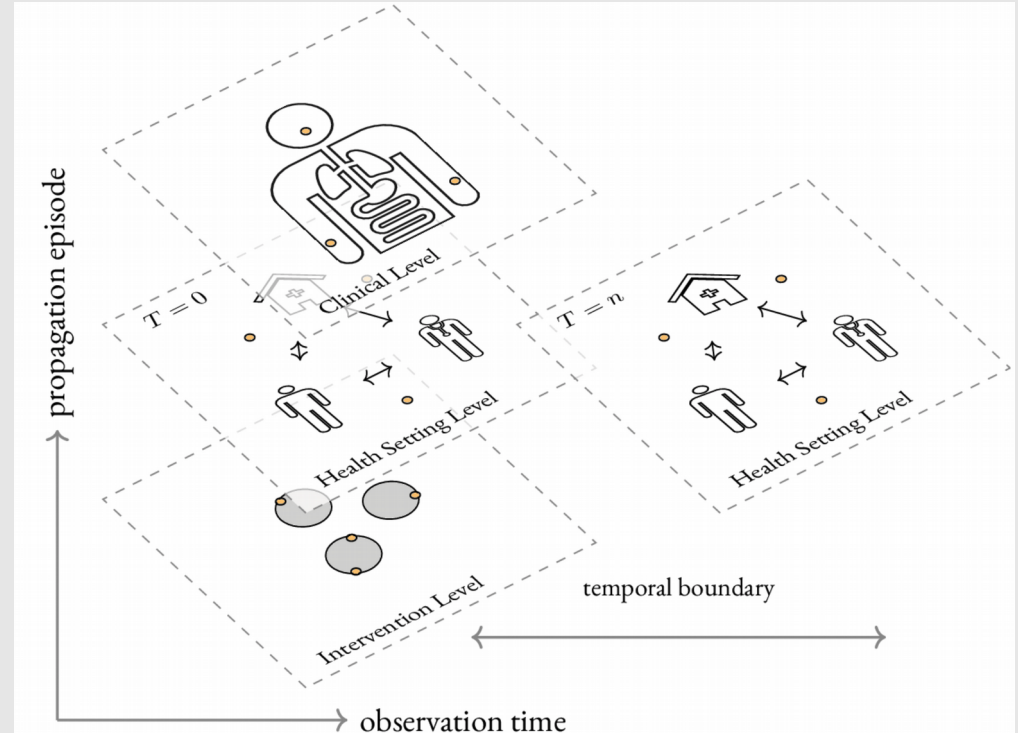 propagation episode
Clinical Level
T = 0
T = n
Health Setting Level
Health Setting Level
Intervention Level
temporal boundary
observation time